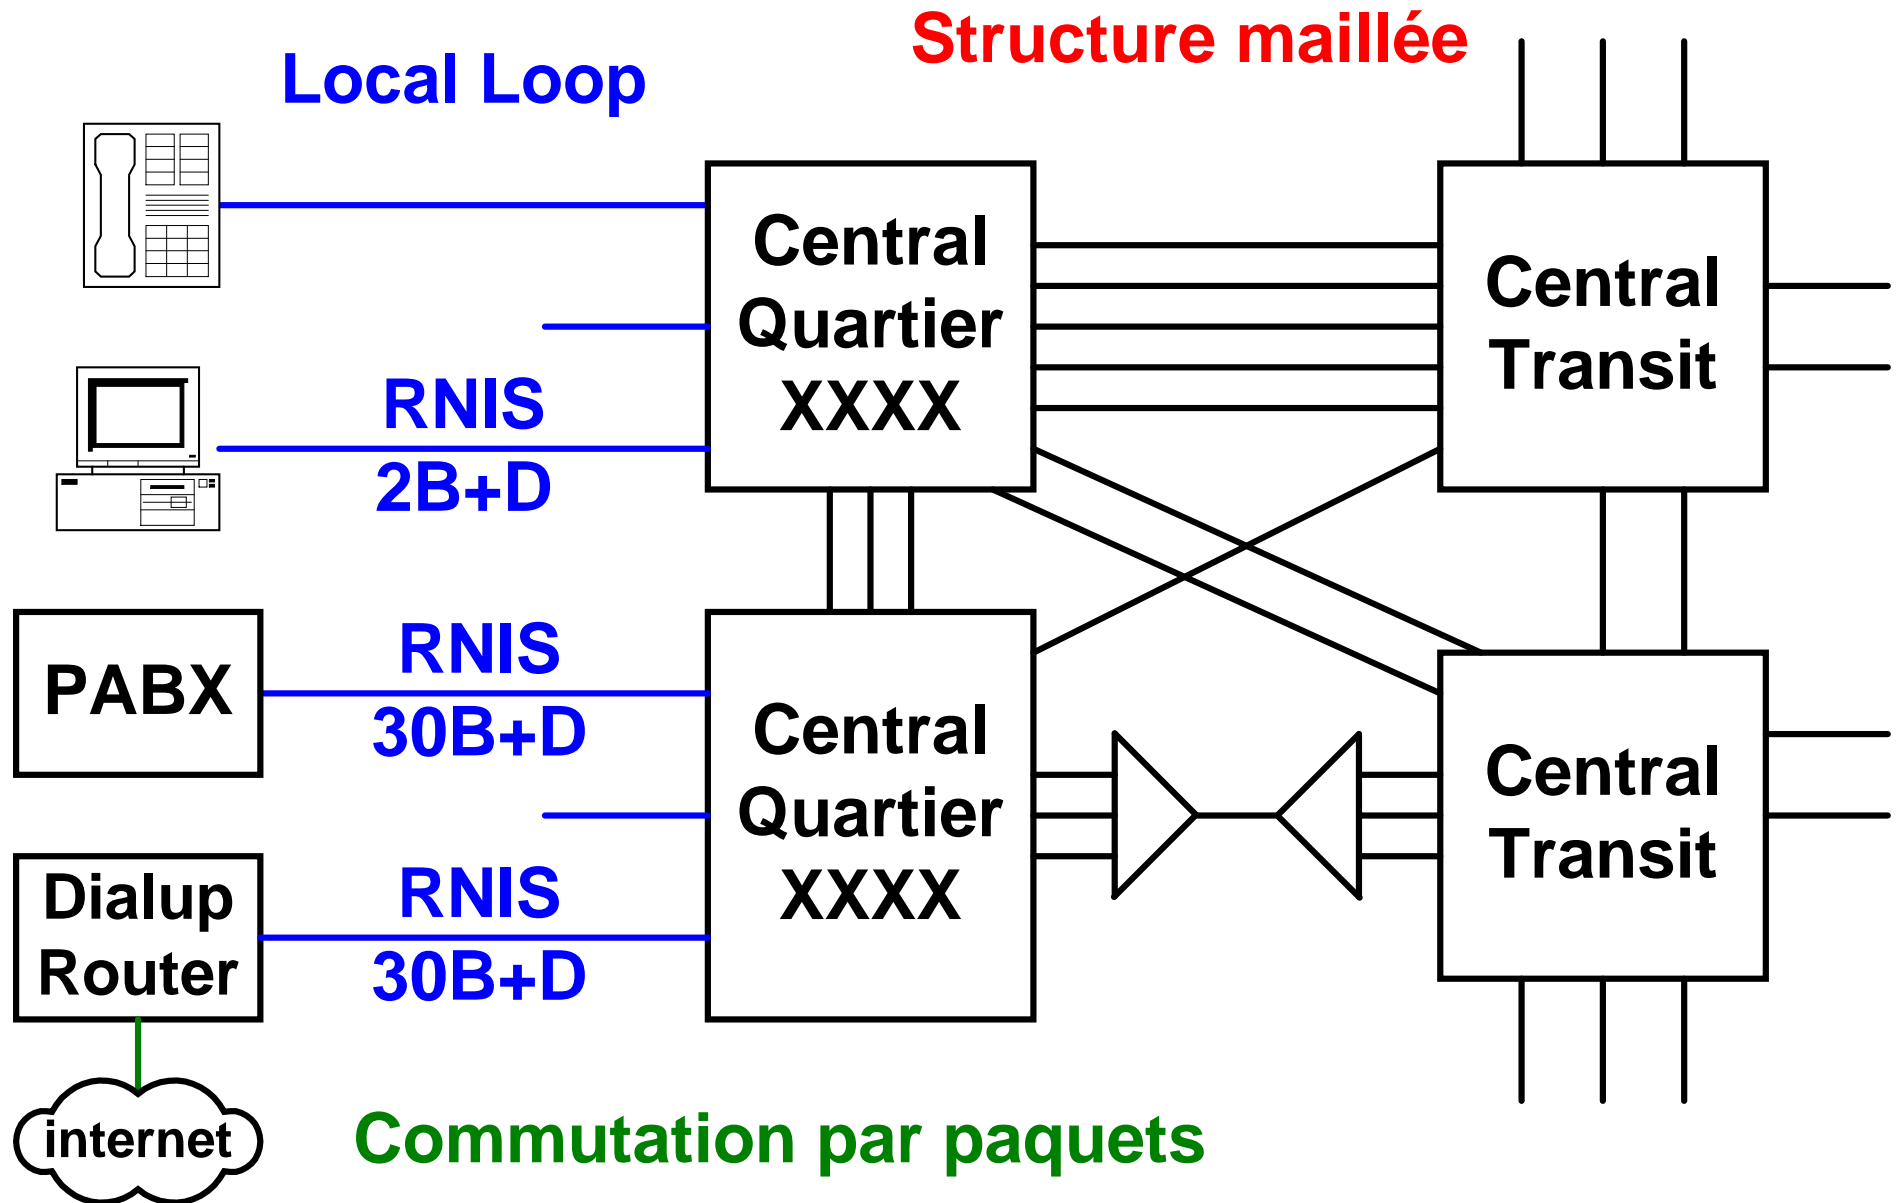 Structure maillée
Local Loop
Central
Quartier
XXXX
Central
Transit
RNIS
2B+D
PABX
RNIS
30B+D
Central
Quartier
XXXX
Central
Transit
Dialup
Router
RNIS
30B+D
internet
Commutation par paquets